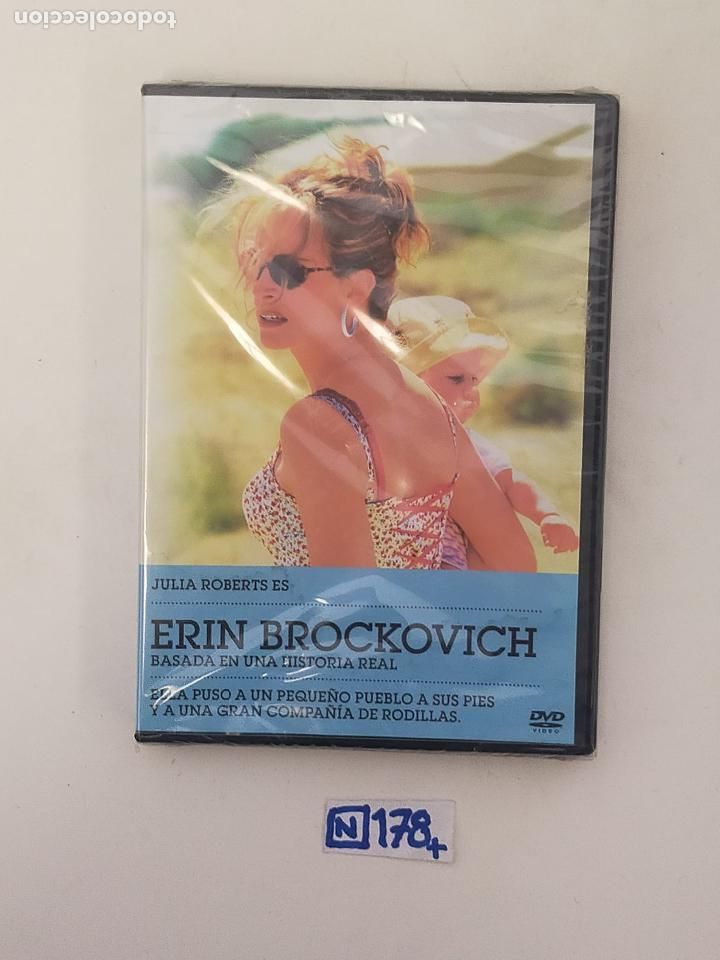 todocoleccion
JULIA ROBERTS ES
ERIN BROCKOVICH
BASADA EN UNA HISTORIA REAL
ELLA PUSO A UN PEQUEÑO PUEBLO A SUS PIES
Y A UNA GRAN COMPAÑÍA DE RODILLAS.
DVD
VIDEO
N 178+